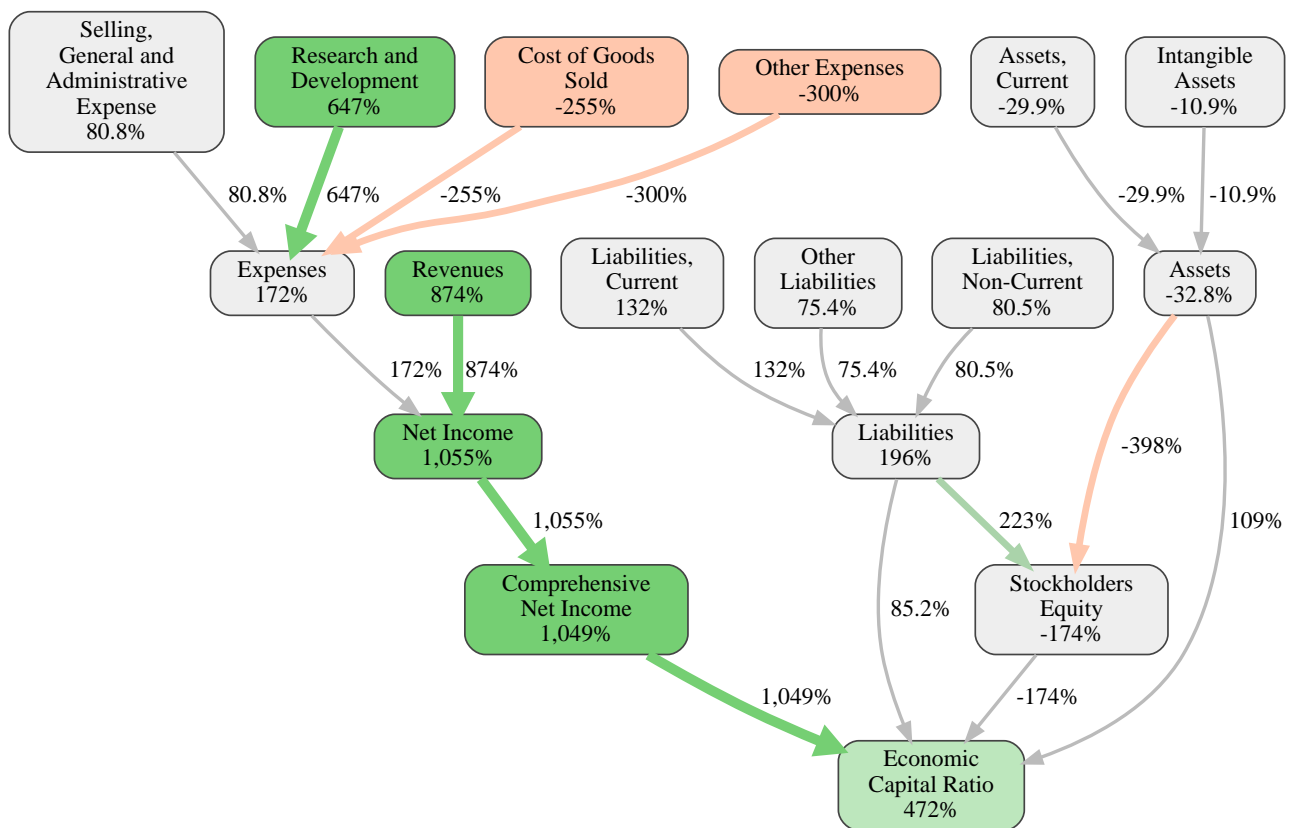 Selling,
General and
Administrative
Expense
80.8%
Research and
Development
647%
Cost of Goods
Sold
-255%
Other Expenses
-300%
Assets,
Current
-29.9%
Intangible
Assets
-10.9%
80.8%
647%
-255%
-300%
-29.9%
-10.9%
Expenses
172%
Revenues
874%
Liabilities,
Current
132%
Other
Liabilities
75.4%
Liabilities,
Non-Current
80.5%
Assets
-32.8%
172%
874%
132%
75.4%
80.5%
Net Income
1,055%
Liabilities
196%
-398%
1,055%
223%
109%
Comprehensive
Net Income
1,049%
85.2%
Stockholders
Equity
-174%
1,049%
-174%
Economic
Capital Ratio
472%